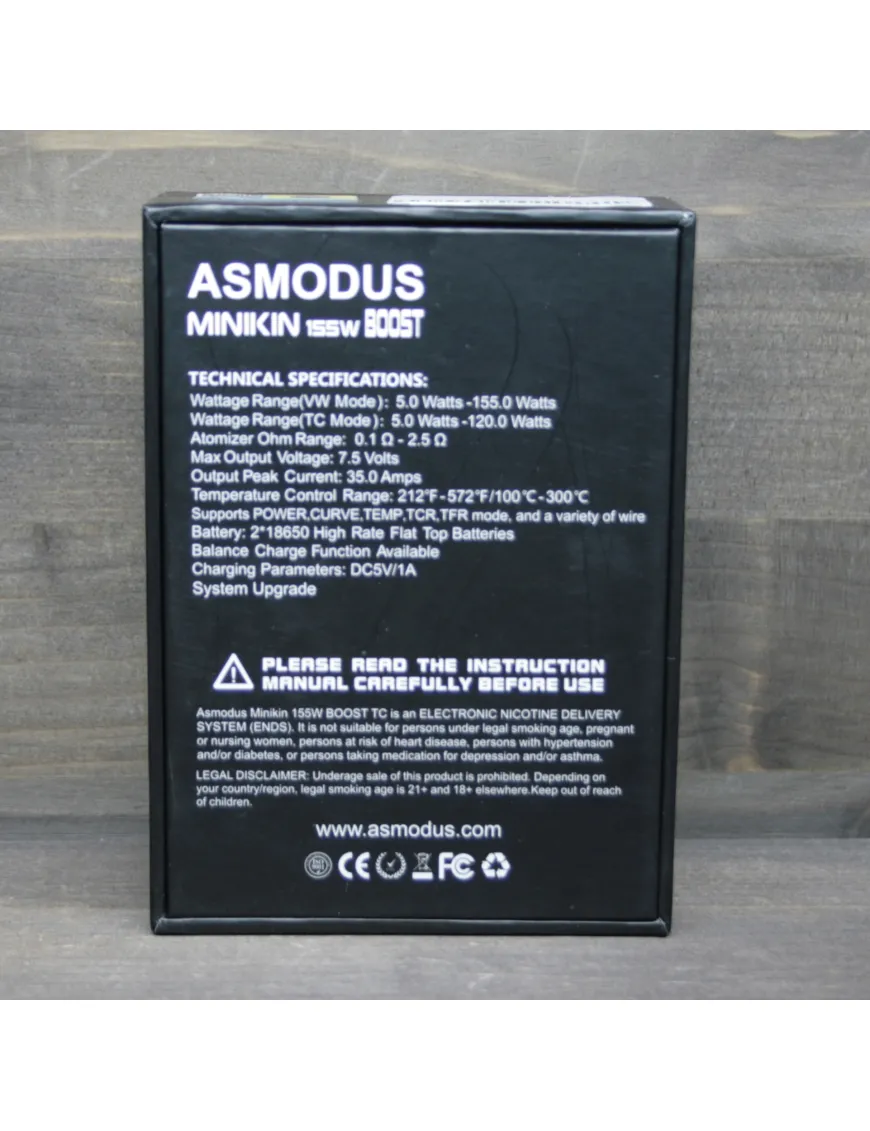 ASMODUS
MINIKIN 155W BOOST
TECHNICAL SPECIFICATIONS:
Wattage Range(VW Mode): 5.0 Watts -155.0 Watts
Wattage Range(TC Mode): 5.0 Watts -120.0 Watts
Atomizer Ohm Range: 0.1 Ω - 2.5 Ω
Max Output Voltage: 7.5 Volts
Output Peak Current: 35.0 Amps
Temperature Control Range: 212℉-572℉/100℃-300℃
Supports POWER,CURVE,TEMP,TCR,TFR mode, and a variety of wire
Battery: 2*18650 High Rate Flat Top Batteries
Balance Charge Function Available
Charging Parameters: DC5V/1A
System Upgrade
PLEASE READ THE INSTRUCTION
MANUAL CAREFULLY BEFORE USE
Asmodus Minikin 155W BOOST TC is an ELECTRONIC NICOTINE DELIVERY
SYSTEM (ENDS). It is not suitable for persons under legal smoking age, pregnant
or nursing women, persons at risk of heart disease, persons with hypertension
and/or diabetes, or persons taking medication for depression and/or asthma.
LEGAL DISCLAIMER: Underage sale of this product is prohibited. Depending on
your country/region, legal smoking age is 21+ and 18+ elsewhere.Keep out of reach
of children.
www.asmodus.com
CE FC